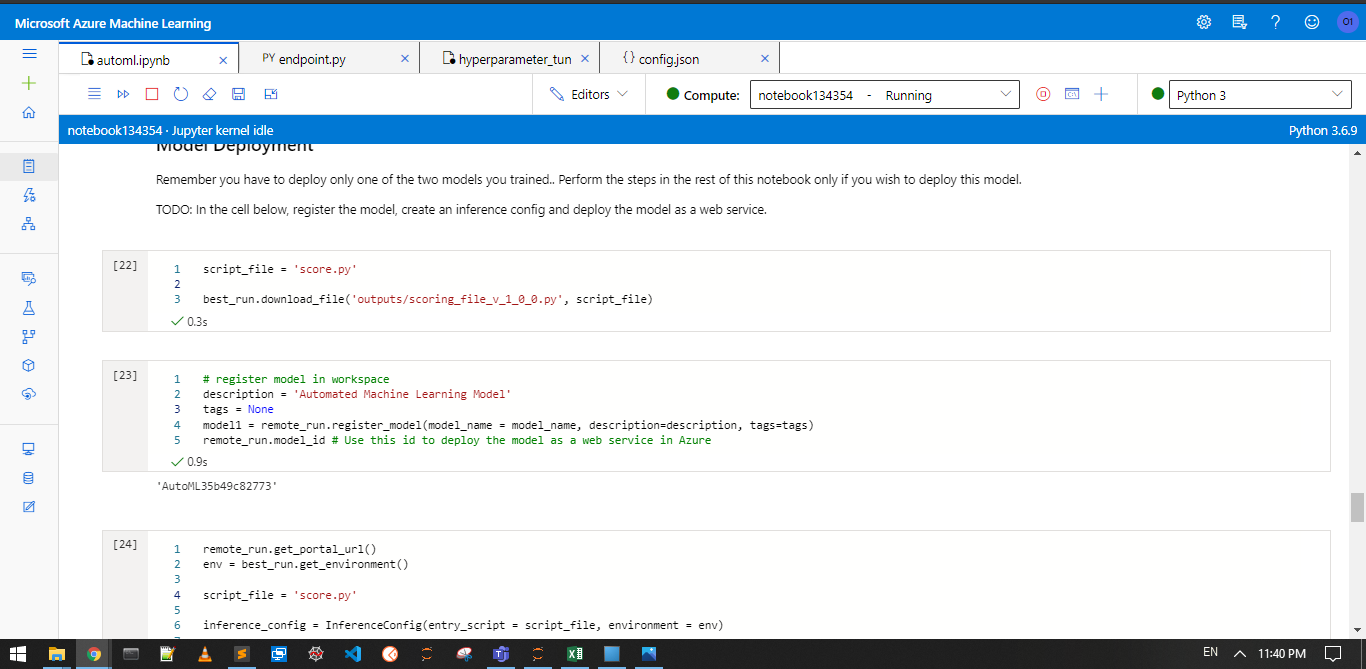 Microsoft Azure Machine Learning
O1
automl.ipynb
PY endpoint.py
hyperparameter_tun
{} config.json
Editors
Compute:
notebook134354 - Running
Python 3
notebook134354 · Jupyter kernel idle
Python 3.6.9
Model Deployment
Remember you have to deploy only one of the two models you trained.. Perform the steps in the rest of this notebook only if you wish to deploy this model.
TODO: In the cell below, register the model, create an inference config and deploy the model as a web service.
[22]
1 script_file = 'score.py'
2
3 best_run.download_file('outputs/scoring_file_v_1_0_0.py', script_file)
0.3s
[23]
1 # register model in workspace
2 description = 'Automated Machine Learning Model'
3 tags = None
4 model1 = remote_run.register_model(model_name = model_name, description=description, tags=tags)
5 remote_run.model_id # Use this id to deploy the model as a web service in Azure
0.9s
'AutoML35b49c82773'
[24]
1 remote_run.get_portal_url()
2 env = best_run.get_environment()
3
4 script_file = 'score.py'
5
6 inference_config = InferenceConfig(entry_script = script_file, environment = env)
EN
11:40 PM